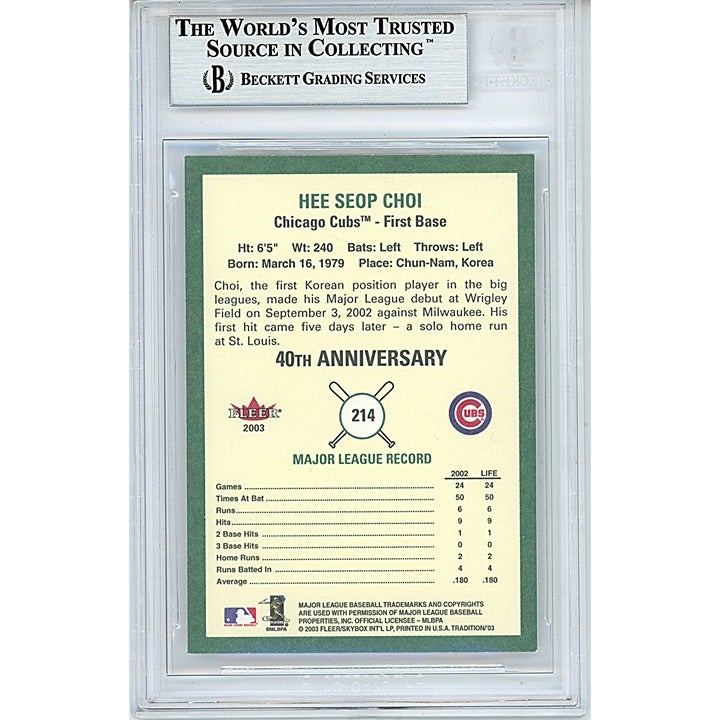 THE WORLD'S MOST TRUSTED
SOURCE IN COLLECTING™
B BECKETT GRADING SERVICES
HEE SEOP CHOI
Chicago Cubs™ - First Base
Ht: 6'5" Wt: 240 Bats: Left Throws: Left
Born: March 16, 1979 Place: Chun-Nam, Korea
Choi, the first Korean position player in the big
leagues, made his Major League debut at Wrigley
Field on September 3, 2002 against Milwaukee. His
first hit came five days later – a solo home run
at St. Louis.
40TH ANNIVERSARY
FLEER
2003
214
CUBS
MAJOR LEAGUE RECORD
2002 LIFE
Games 24 24
Times At Bat 50 50
Runs 6 6
Hits 9 9
2 Base Hits 1 1
3 Base Hits 0 0
Home Runs 2 2
Runs Batted In 4 4
Average .180 .180
MAJOR LEAGUE BASEBALL TRADEMARKS AND COPYRIGHTS
ARE USED WITH PERMISSION OF MAJOR LEAGUE BASEBALL
PROPERTIES, INC. OFFICIAL LICENSEE – MLBPA
© 2003 FLEER/SKYBOX INT'L LP, PRINTED IN U.S.A. TRADITION'03
©MLBPA